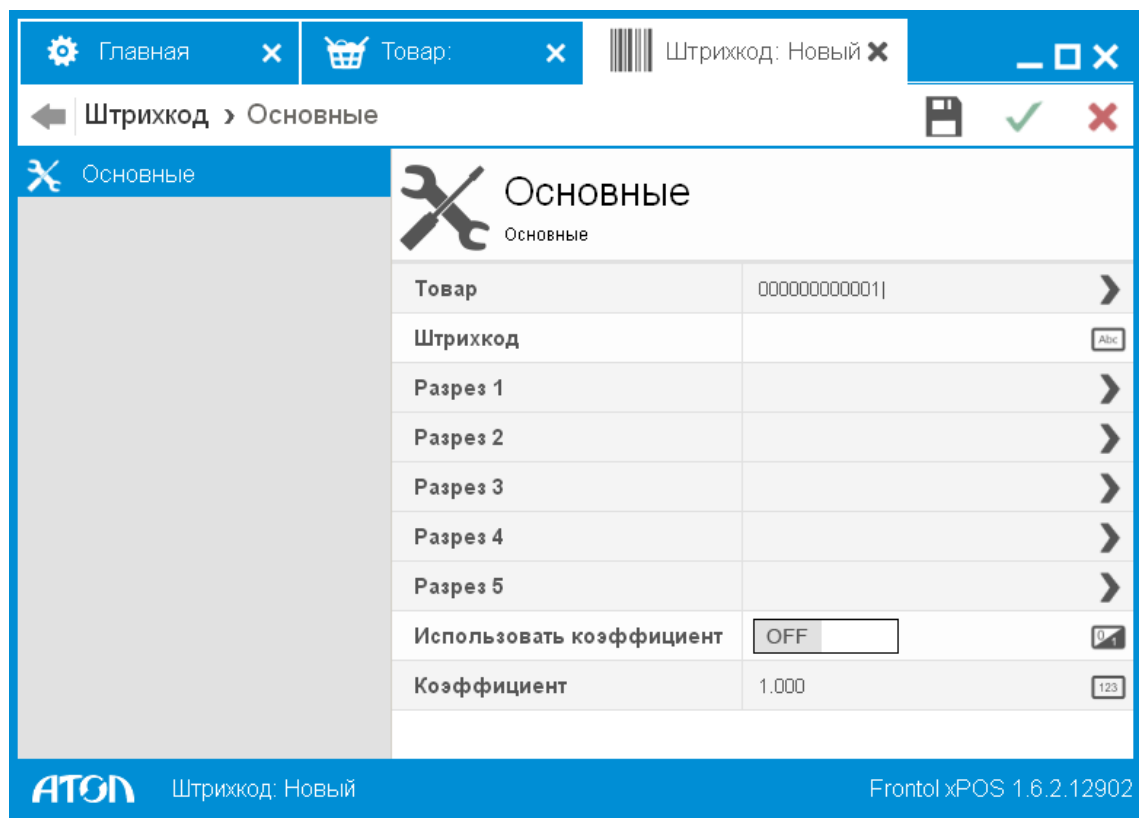 Главная
Товар:
Штрихкод: Новый
Штрихкод › Основные
Основные
Основные
Основные
Товар 000000000001|
Штрихкод Abc
Разрез 1
Разрез 2
Разрез 3
Разрез 4
Разрез 5
Использовать коэффициент OFF 0 1
Коэффициент 1.000 123
АТОЛ Штрихкод: Новый Frontol xPOS 1.6.2.12902